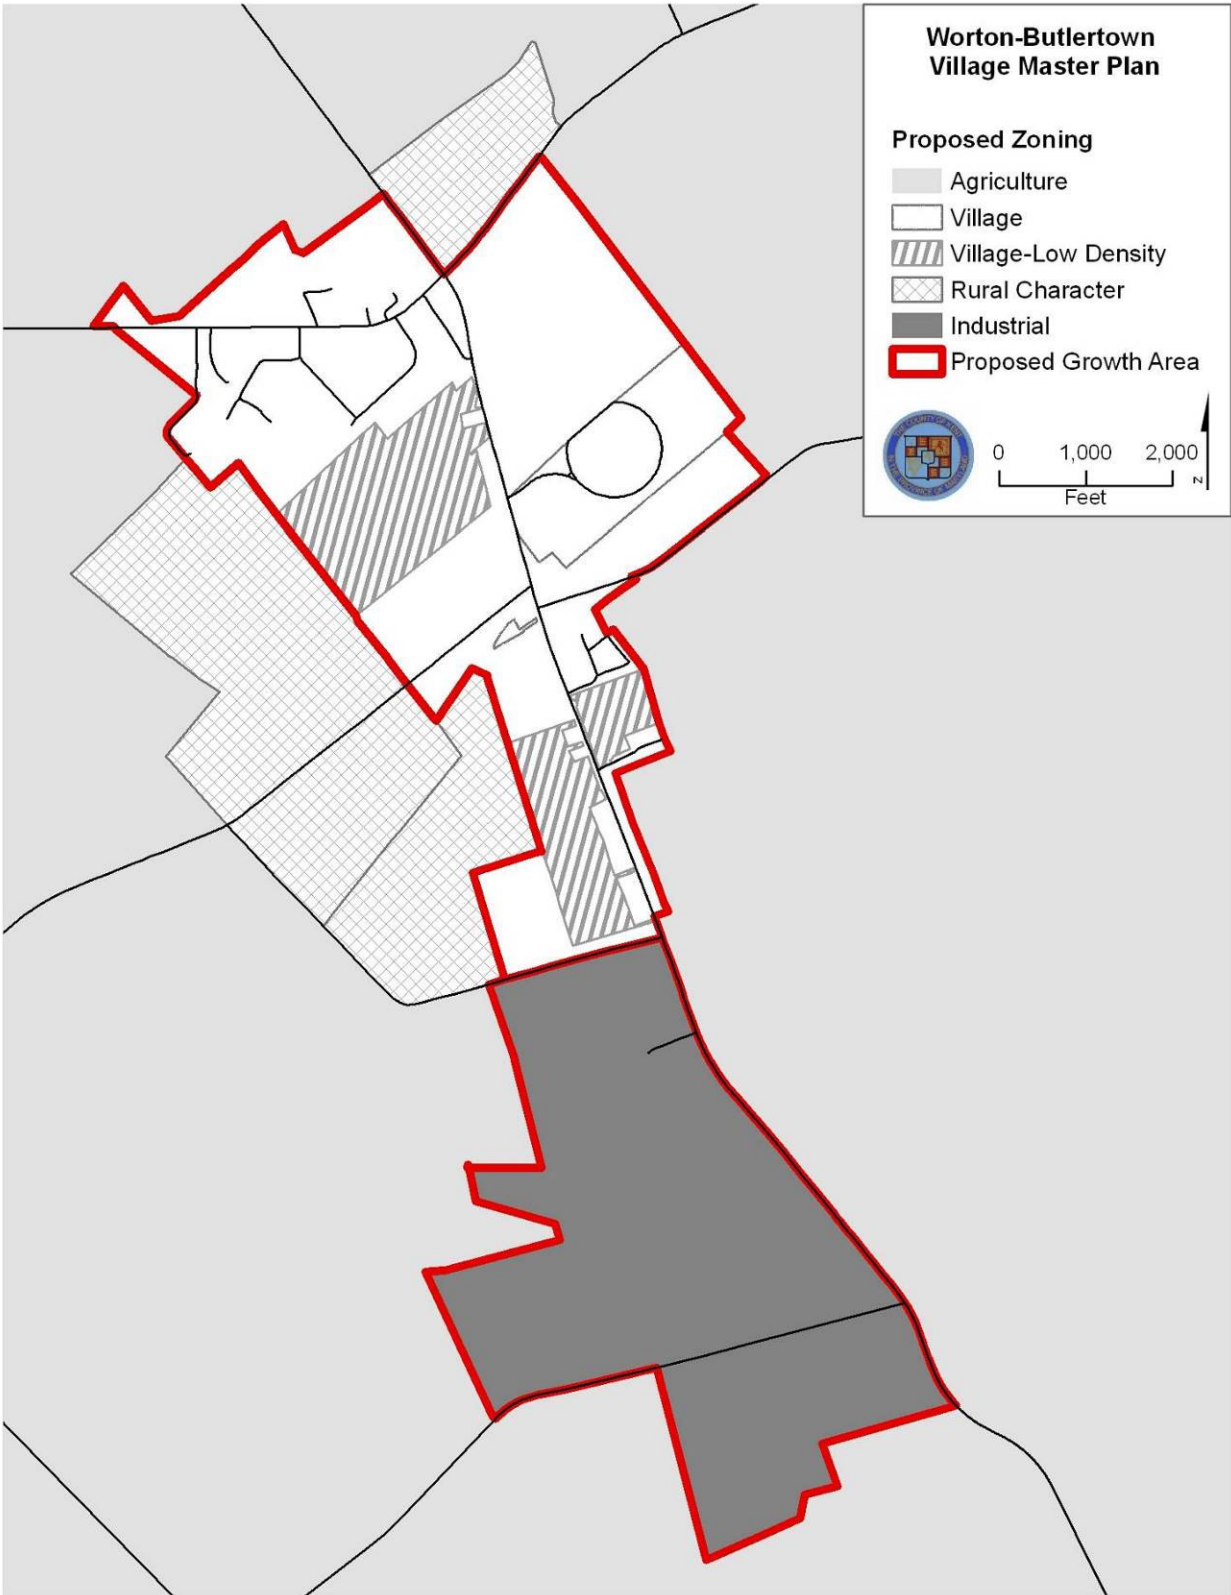 Worton-Butlertown
Village Master Plan
Proposed Zoning
Agriculture
Village
Village-Low Density
Rural Character
Industrial
Proposed Growth Area
0 1,000 2,000
Feet
z